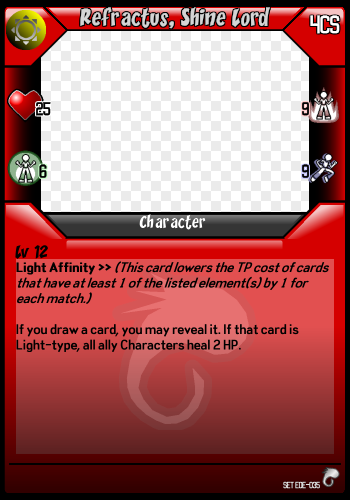 Refractus, Shine Lord
4CS
25
9
6
9
Character
Lv 12
Light Affinity >> (This card lowers the TP cost of cards
that have at least 1 of the listed element(s) by 1 for
each match.)
If you draw a card, you may reveal it. If that card is
Light-type, all ally Characters heal 2 HP.
SET EDE-035